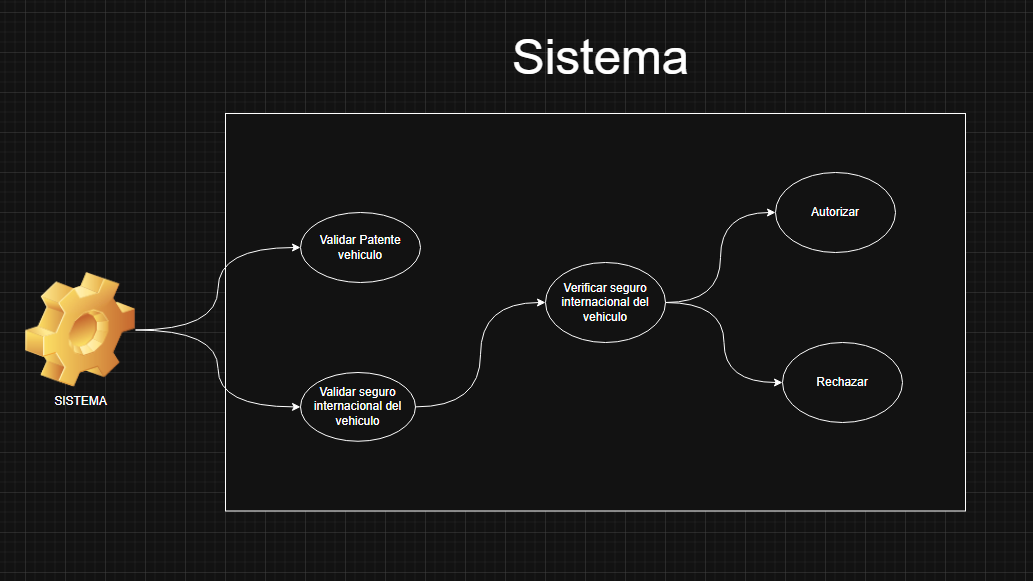 Sistema
Validar Patente
vehiculo
SISTEMA
Validar seguro
internacional del
vehiculo
Verificar seguro
internacional del
vehiculo
Autorizar
Rechazar